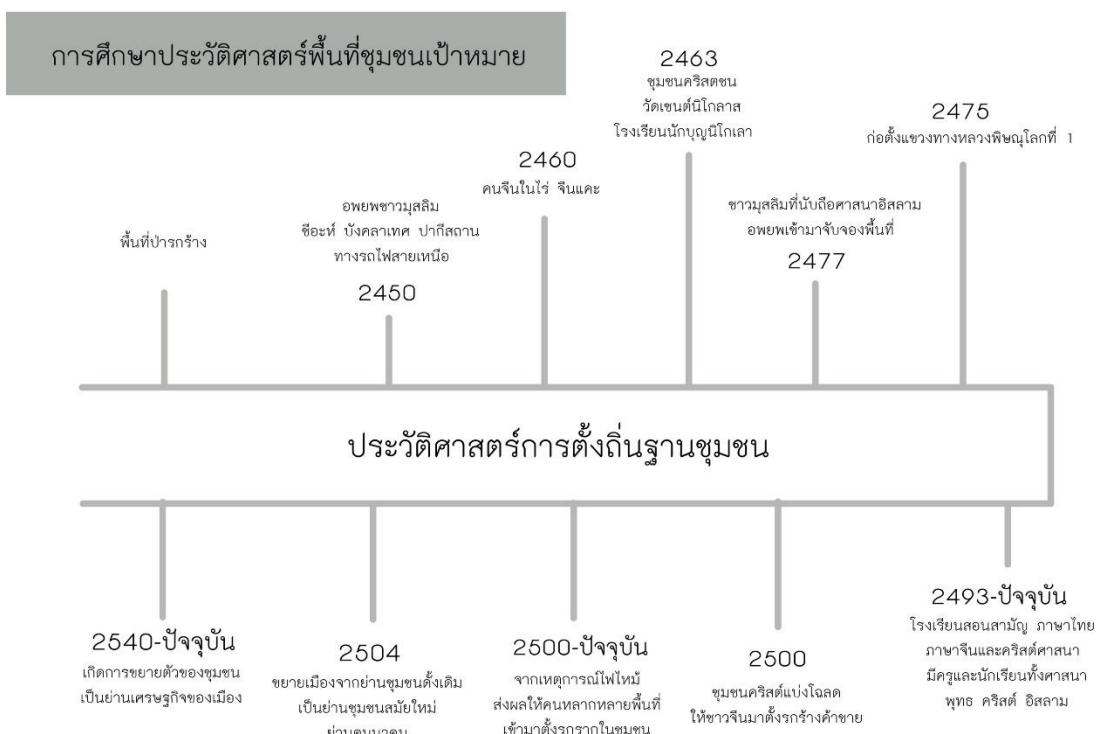 การศึกษาประวัติศาสตร์พื้นที่ชุมชนเป้าหมาย
พื้นที่ป่ารกร้าง
อพยพชาวมุสลิม
ชีอะห์ บังคลาเทศ ปากีสถาน
ทางรถไฟสายเหนือ
2450
2460
คนจีนในไร่ จีนแคะ
2463
ชุมชนคริสตชน
วัดเซนต์นิโกลาส
โรงเรียนนักบุญนิโกเลา
ชาวมุสลิมที่นับถือศาสนาอิสลาม
อพยพเข้ามาจับจองพื้นที่
2477
2475
ก่อตั้งแขวงทางหลวงพิษณุโลกที่ 1
ประวัติศาสตร์การตั้งถิ่นฐานชุมชน
2493-ปัจจุบัน
โรงเรียนสอนสามัญ ภาษาไทย
ภาษาจีนและคริสต์ศาสนา
มีครูและนักเรียนทั้งศาสนา
พุทธ คริสต์ อิสลาม
2500
ชุมชนคริสต์แบ่งโฉลด
ให้ชาวจีนมาตั้งรกร้างค้าขาย
2500-ปัจจุบัน
จากเหตุการณ์ไฟไหม้
ส่งผลให้คนหลากหลายพื้นที่
เข้ามาตั้งรกรากในชุมชน
2504
ขยายเมืองจากย่านชุมชนดั้งเดิม
เป็นย่านชุมชนสมัยใหม่
2540-ปัจจุบัน
เกิดการขยายตัวของชุมชน
เป็นย่านเศรษฐกิจของเมือง